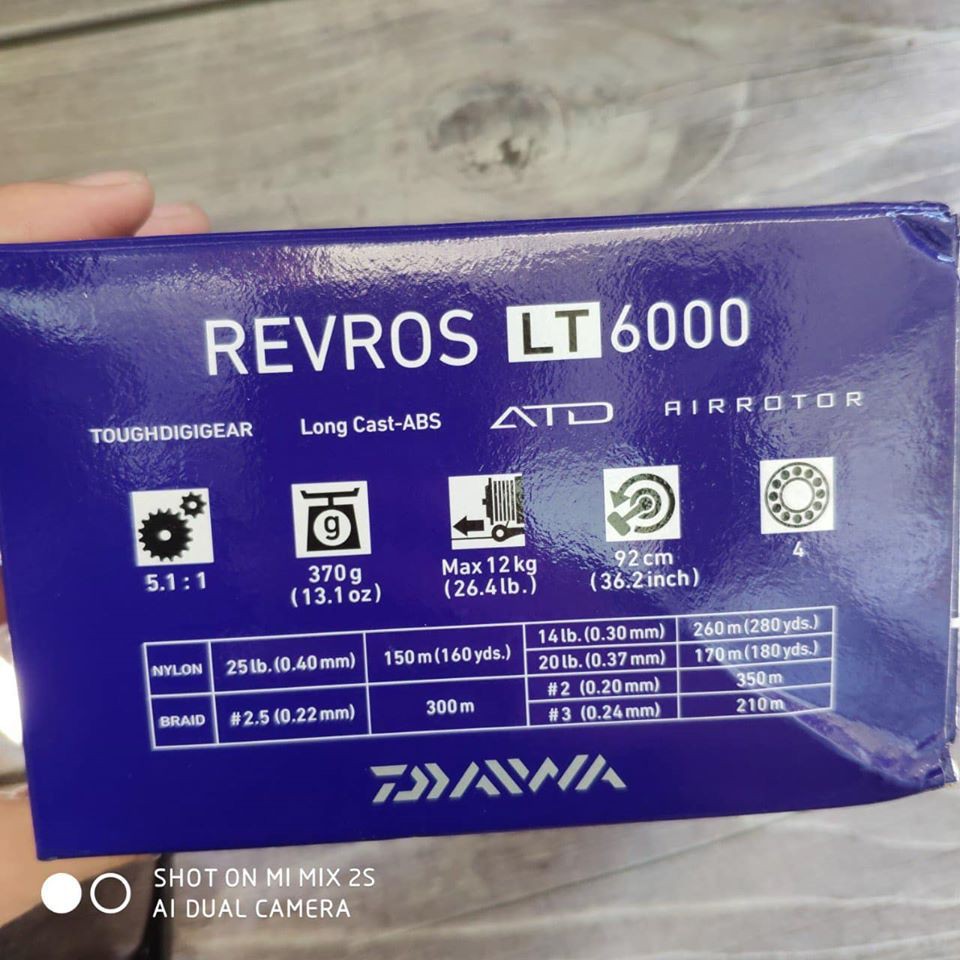 REVROS LT 6000
TOUGHDIGIGEAR Long Cast-ABS ATD AIRROTOR
g
5.1 : 1
370g
(13.1 oz)
Max 12 kg
(26.4 lb.)
92 cm
(36.2 inch)
4
NYLON 25 lb. (0.40 mm) 150 m (160 yds.) 14 lb. (0.30 mm) 260 m (280 yds.)
20 lb. (0.37 mm) 170 m (180 yds.)
BRAID #2.5 (0.22 mm) 300 m #2 (0.20 mm) 350 m
#3 (0.24 mm) 210 m
DAIWA
SHOT ON MI MIX 2S
AI DUAL CAMERA